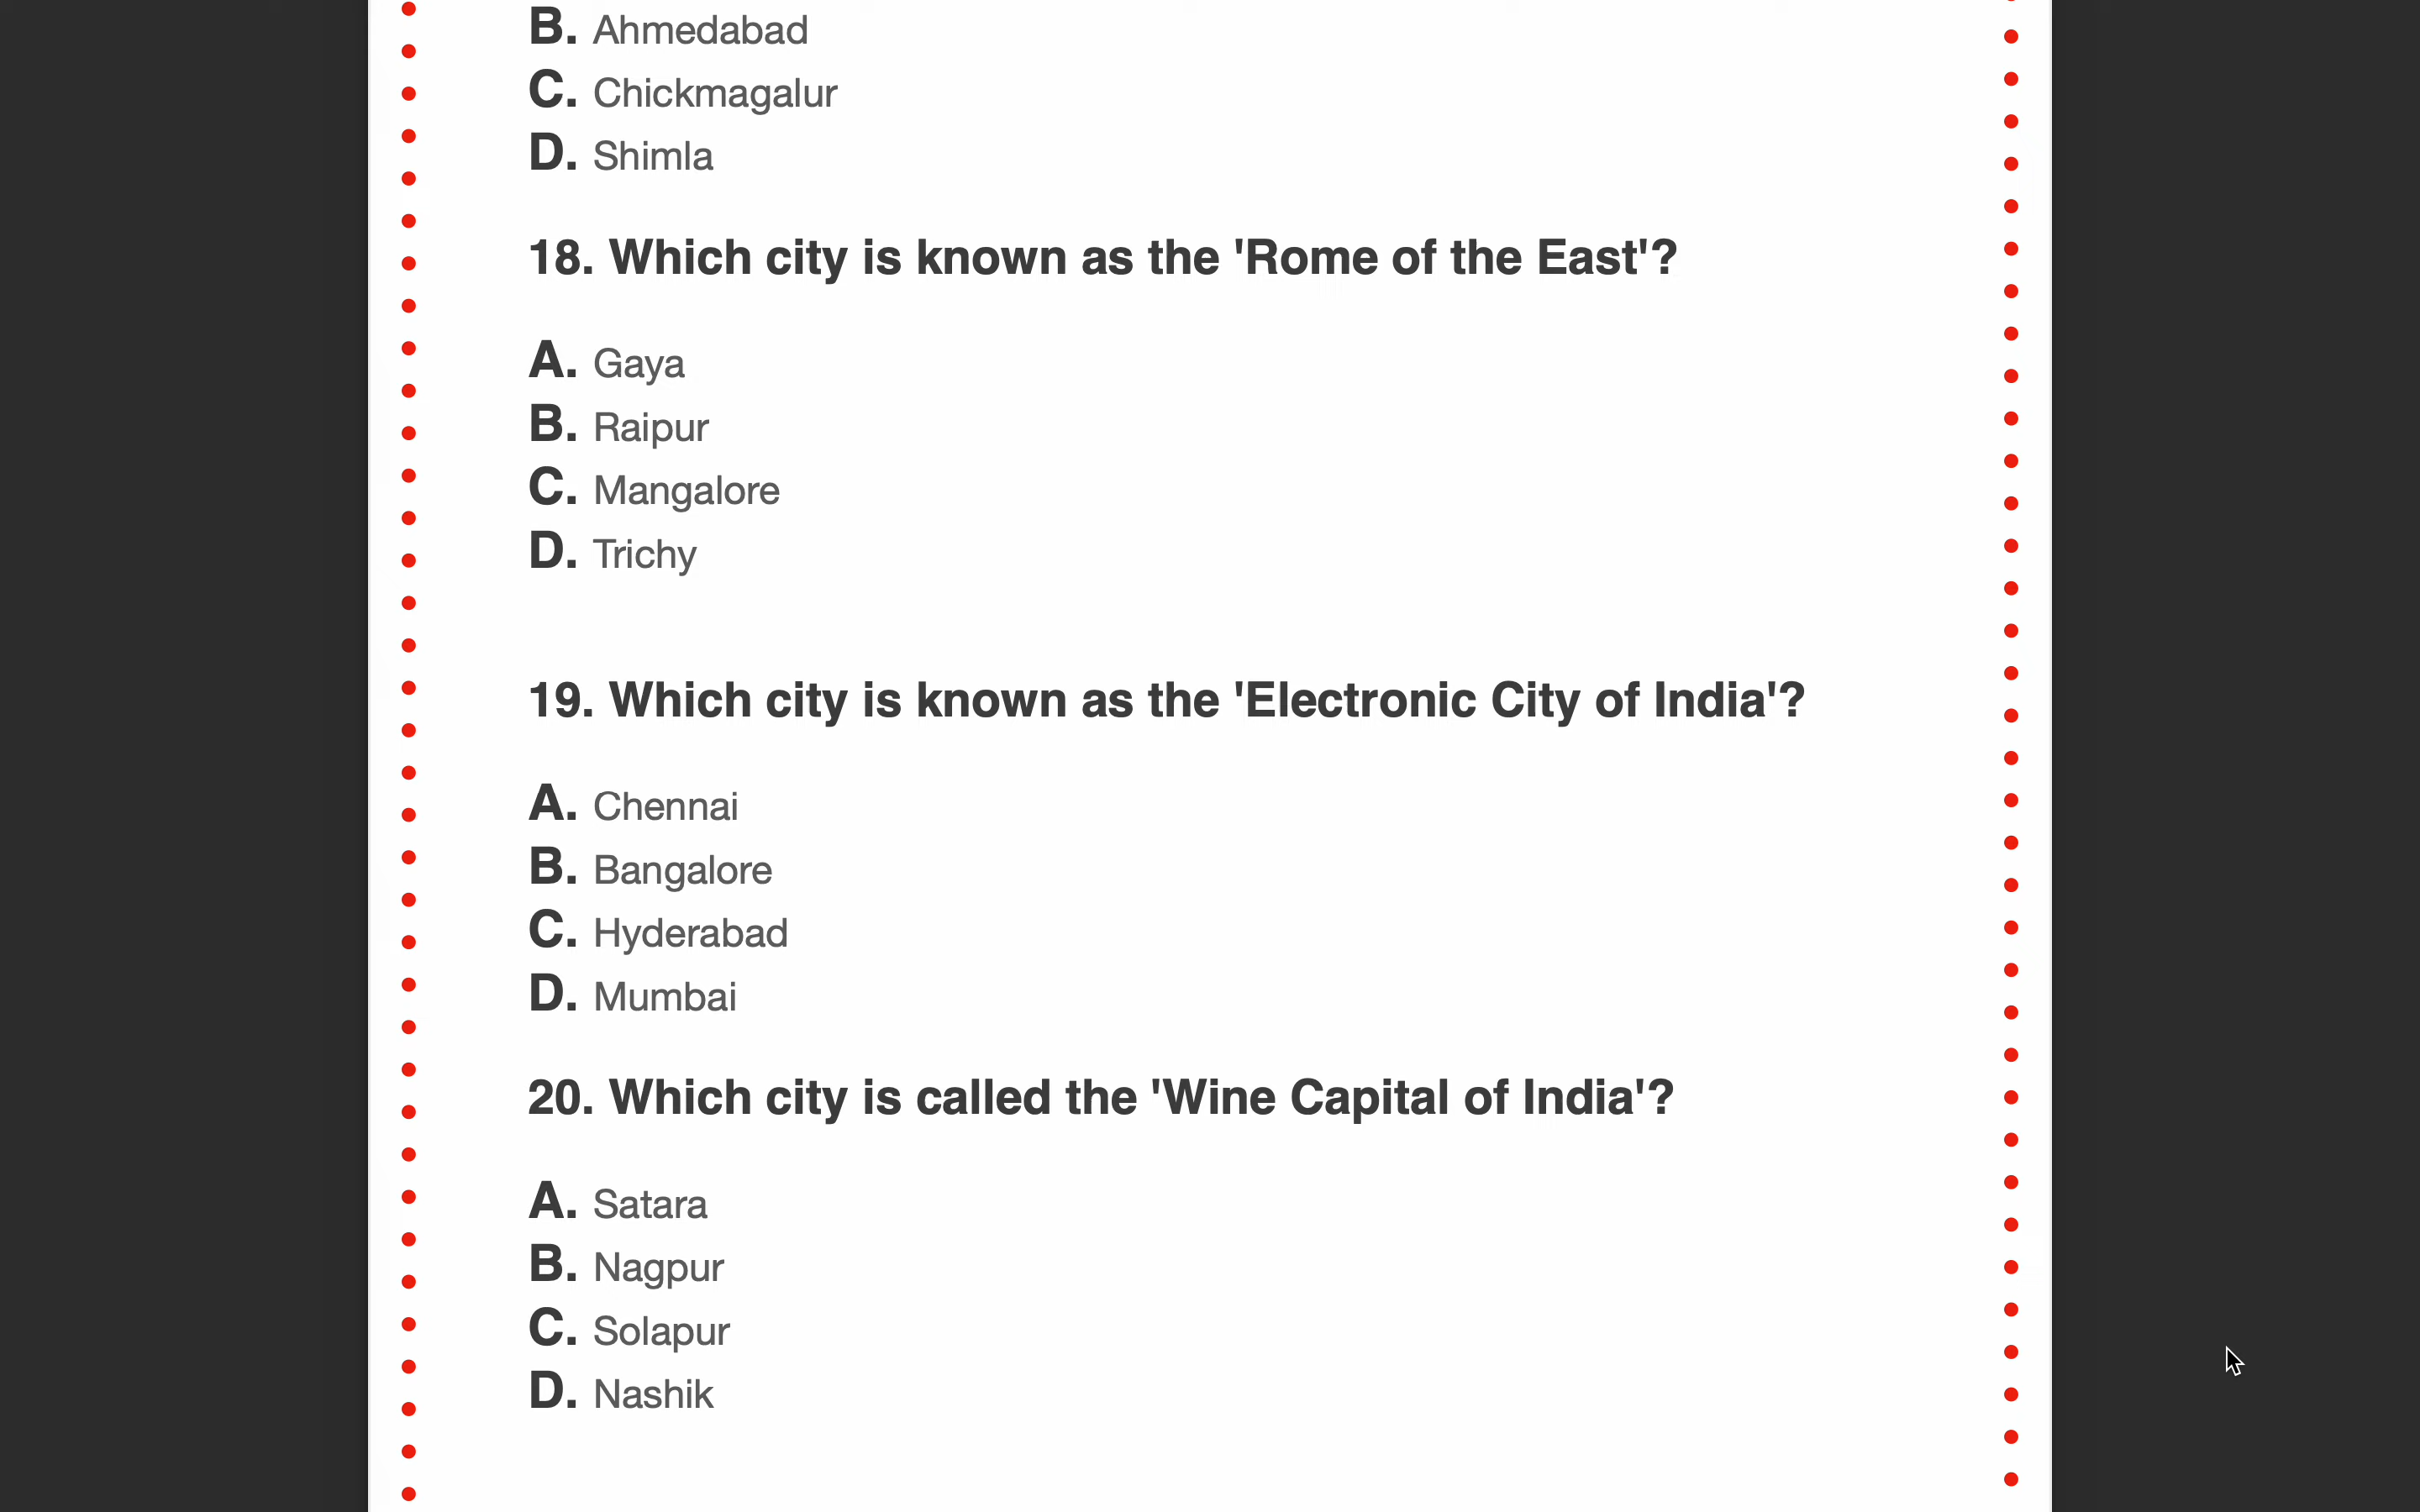 B. Ahmedabad
C. Chickmagalur
D. Shimla
18. Which city is known as the 'Rome of the East'?
A. Gaya
B. Raipur
C. Mangalore
D. Trichy
19. Which city is known as the 'Electronic City of India'?
A. Chennai
B. Bangalore
C. Hyderabad
D. Mumbai
20. Which city is called the 'Wine Capital of India'?
A. Satara
B. Nagpur
C. Solapur
D. Nashik